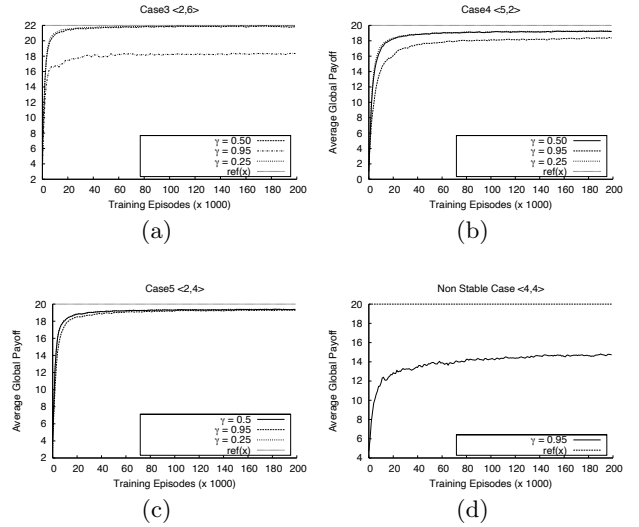 Case3 <2,6>
22
20
18
16
14
12
10
8
6
4
2
γ = 0.50
γ = 0.95
γ = 0.25
ref(x)
0 20 40 60 80 100 120 140 160 180 200
Training Episodes (x 1000)
(a)
Case4 <5,2>
Average Global Payoff
20
18
16
14
12
10
8
6
4
2
0
γ = 0.50
γ = 0.95
γ = 0.25
ref(x)
0 20 40 60 80 100 120 140 160 180 200
Training Episodes (x 1000)
(b)
Case5 <2,4>
Average Global Payoff
20
18
16
14
12
10
8
6
4
2
γ = 0.5
γ = 0.95
γ = 0.25
ref(x)
0 20 40 60 80 100 120 140 160 180 200
Training Episodes (x 1000)
(c)
Non Stable Case <4,4>
Average Global Payoff
20
18
16
14
12
10
8
6
4
γ = 0.95
ref(x)
0 20 40 60 80 100 120 140 160 180 200
Training Episodes (x 1000)
(d)